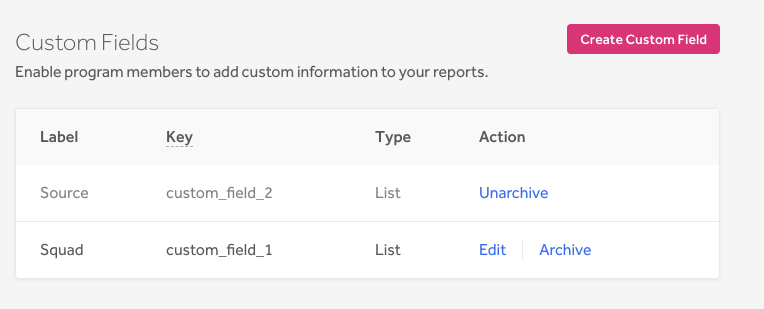 Custom Fields
Create Custom Field
Enable program members to add custom information to your reports.
Label Key Type Action
Source custom_field_2 List Unarchive
Squad custom_field_1 List Edit Archive